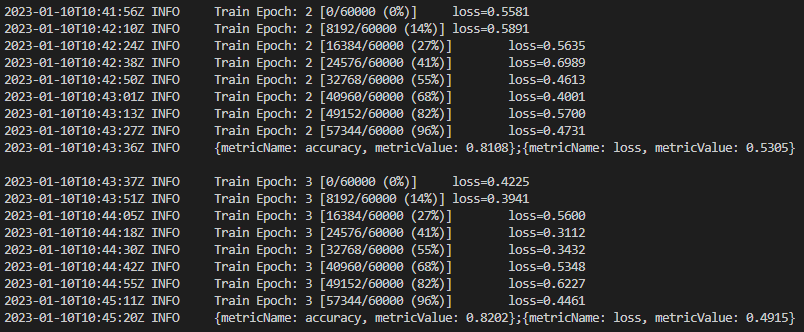 2023-01-10T10:41:56Z INFO     Train Epoch: 2 [0/60000 (0%)]     loss=0.5581
2023-01-10T10:42:10Z INFO     Train Epoch: 2 [8192/60000 (14%)] loss=0.5891
2023-01-10T10:42:24Z INFO     Train Epoch: 2 [16384/60000 (27%)]        loss=0.5635
2023-01-10T10:42:38Z INFO     Train Epoch: 2 [24576/60000 (41%)]        loss=0.6989
2023-01-10T10:42:50Z INFO     Train Epoch: 2 [32768/60000 (55%)]        loss=0.4613
2023-01-10T10:43:01Z INFO     Train Epoch: 2 [40960/60000 (68%)]        loss=0.4001
2023-01-10T10:43:13Z INFO     Train Epoch: 2 [49152/60000 (82%)]        loss=0.5700
2023-01-10T10:43:27Z INFO     Train Epoch: 2 [57344/60000 (96%)]        loss=0.4731
2023-01-10T10:43:36Z INFO     {metricName: accuracy, metricValue: 0.8108};{metricName: loss, metricValue: 0.5305}

2023-01-10T10:43:37Z INFO     Train Epoch: 3 [0/60000 (0%)]     loss=0.4225
2023-01-10T10:43:51Z INFO     Train Epoch: 3 [8192/60000 (14%)] loss=0.3941
2023-01-10T10:44:05Z INFO     Train Epoch: 3 [16384/60000 (27%)]        loss=0.5600
2023-01-10T10:44:18Z INFO     Train Epoch: 3 [24576/60000 (41%)]        loss=0.3112
2023-01-10T10:44:30Z INFO     Train Epoch: 3 [32768/60000 (55%)]        loss=0.3432
2023-01-10T10:44:42Z INFO     Train Epoch: 3 [40960/60000 (68%)]        loss=0.5348
2023-01-10T10:44:55Z INFO     Train Epoch: 3 [49152/60000 (82%)]        loss=0.6227
2023-01-10T10:45:11Z INFO     Train Epoch: 3 [57344/60000 (96%)]        loss=0.4461
2023-01-10T10:45:20Z INFO     {metricName: accuracy, metricValue: 0.8202};{metricName: loss, metricValue: 0.4915}